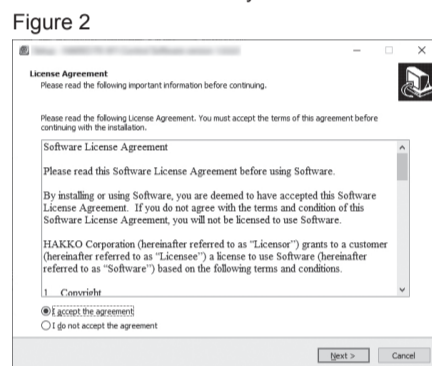 Figure 2
License Agreement
Please read the following important information before continuing.
Please read the following License Agreement. You must accept the terms of this agreement before
continuing with the installation.
Software License Agreement
Please read this Software License Agreement before using Software.
By installing or using Software, you are deemed to have accepted this Software
License Agreement. If you do not agree with the terms and condition of this
Software License Agreement, you will not be licensed to use Software.
HAKKO Corporation (hereinafter referred to as "Licensor") grants to a customer
(hereinafter referred to as "Licensee") a license to use Software (hereinafter
referred to as "Software") based on the following terms and conditions.
1 Copyright
I accept the agreement
I do not accept the agreement
Next >
Cancel